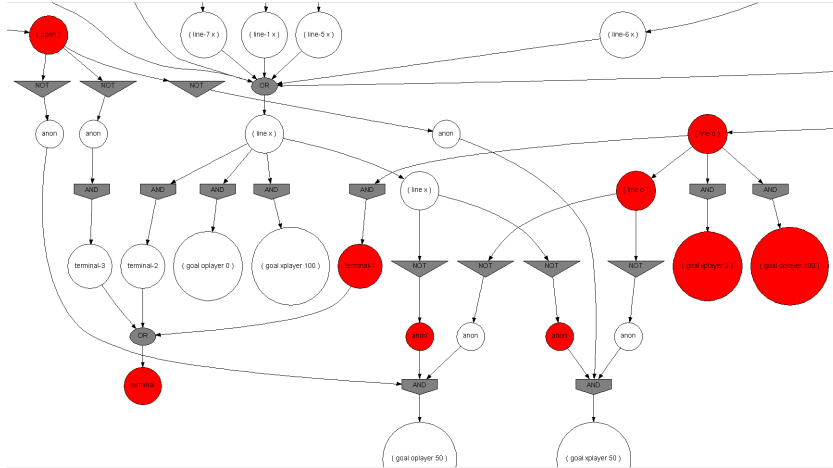 ( line-7 x )
( line-1 x )
( line-5 x )
( line-6 x )
( open )
NOT
NOT
NOT
OR
anon
anon
( line x )
anon
( line o )
AND
AND
AND
AND
AND
( line x )
( line o )
AND
AND
terminal-3
terminal-2
( goal oplayer 0 )
( goal xplayer 100 )
terminal-1
NOT
NOT
NOT
NOT
( goal xplayer 0 )
( goal oplayer 100 )
OR
anon
anon
anon
anon
terminal
AND
AND
( goal oplayer 50 )
( goal xplayer 50 )